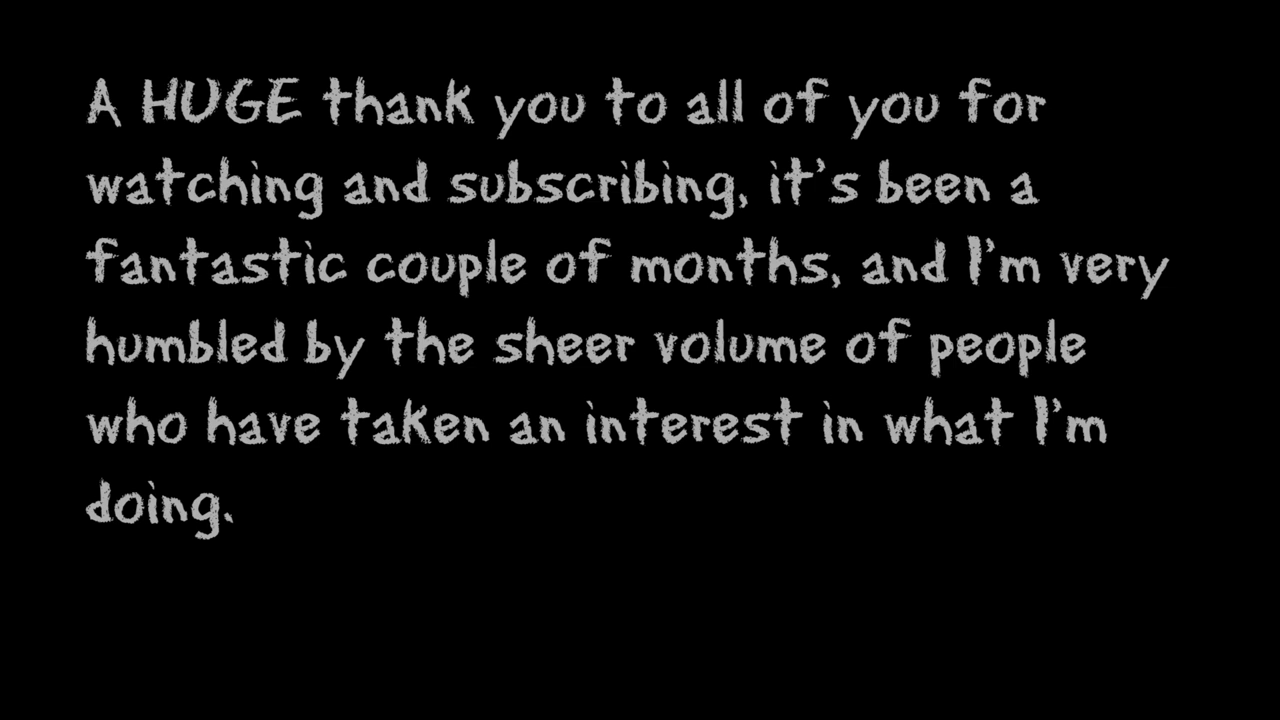 A HUGE thank you to all of you for
watching and subscribing, it's been a
fantastic couple of months, and I'm very
humbled by the sheer volume of people
who have taken an interest in what I'm
doing.